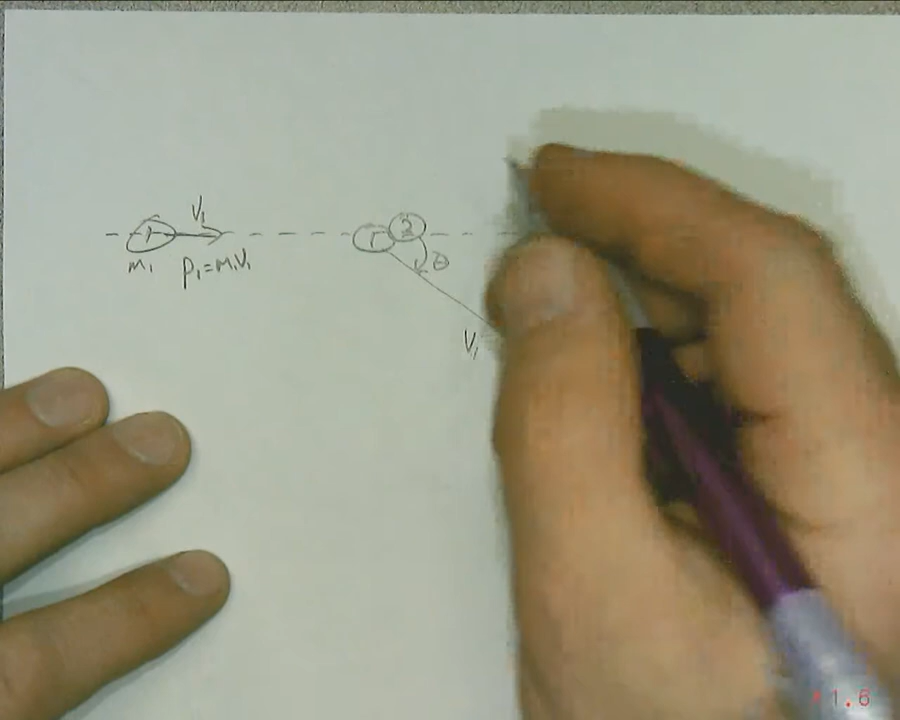 V₁
1
1 2
M₁ P₁=M₁V₁ θ
V₁
×1.6